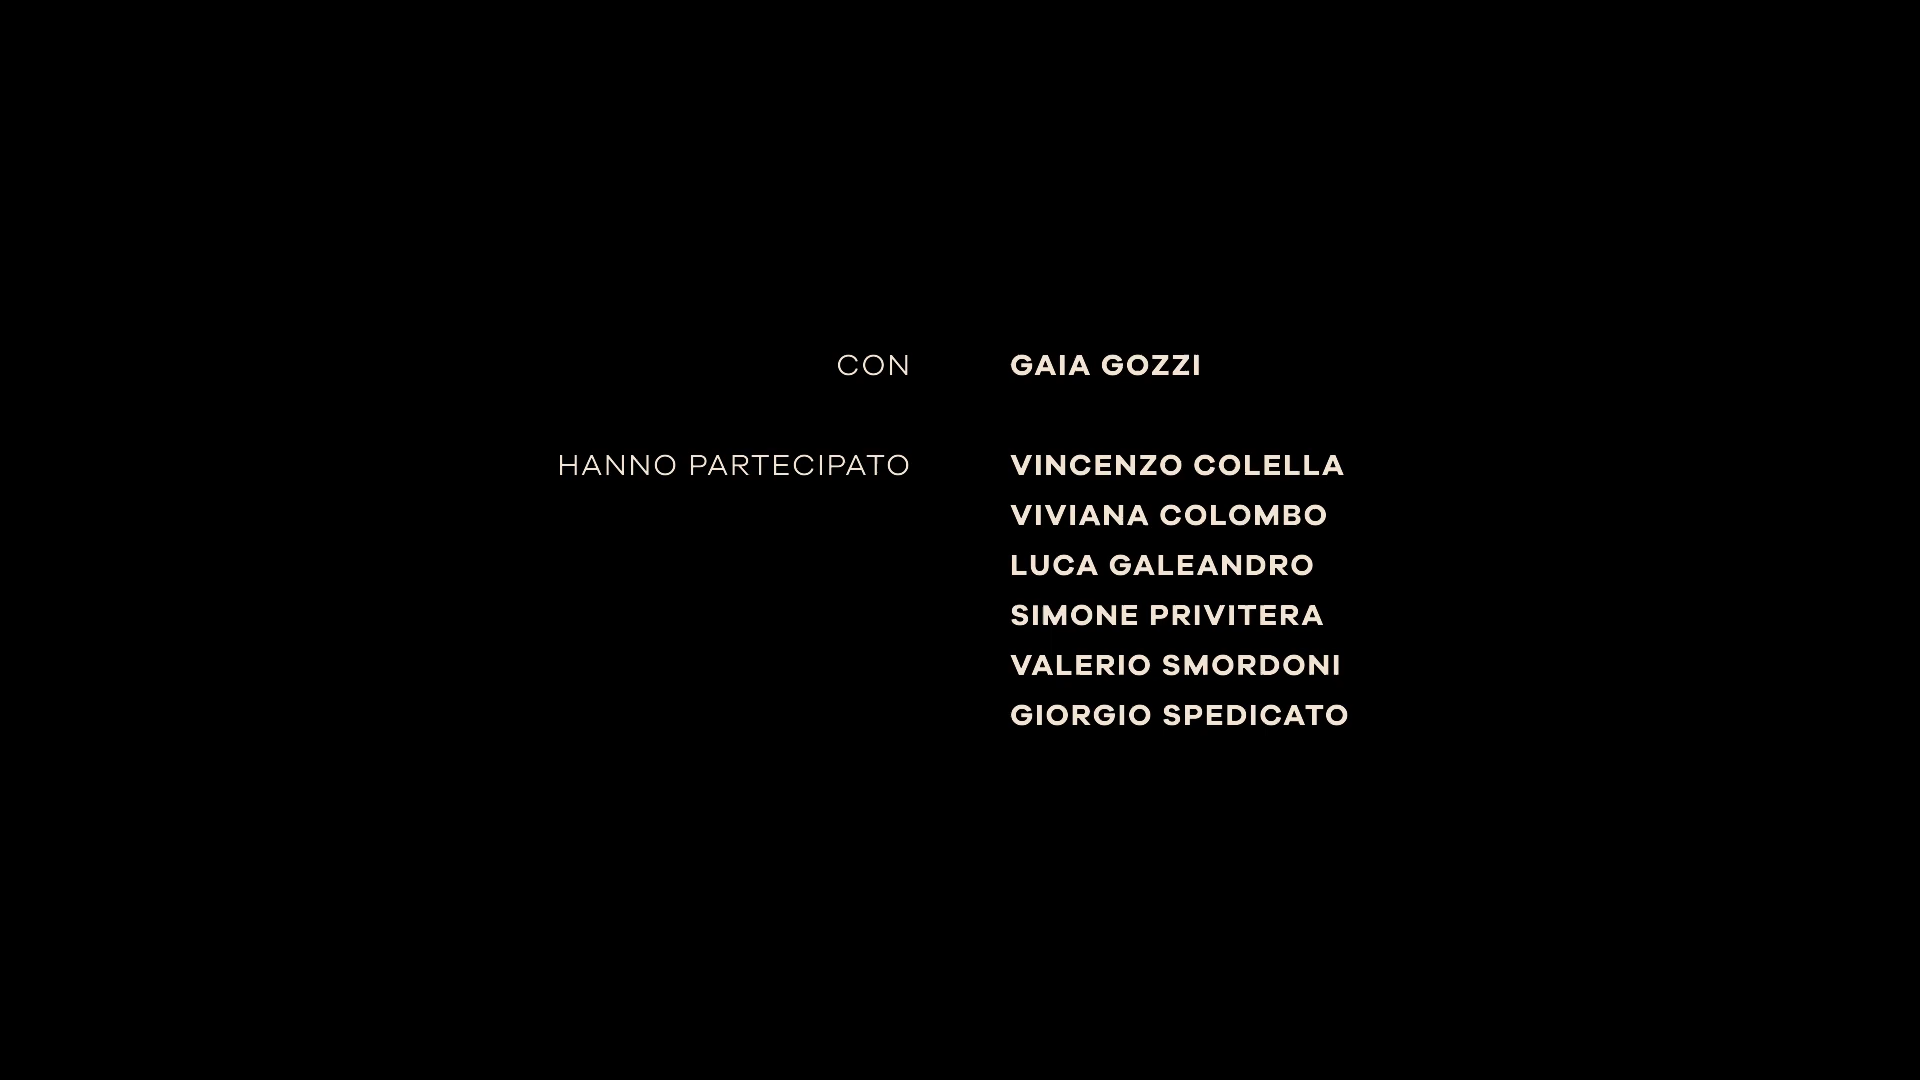 CON GAIA GOZZI
HANNO PARTECIPATO VINCENZO COLELLA
VIVIANA COLOMBO
LUCA GALEANDRO
SIMONE PRIVITERA
VALERIO SMORDONI
GIORGIO SPEDICATO